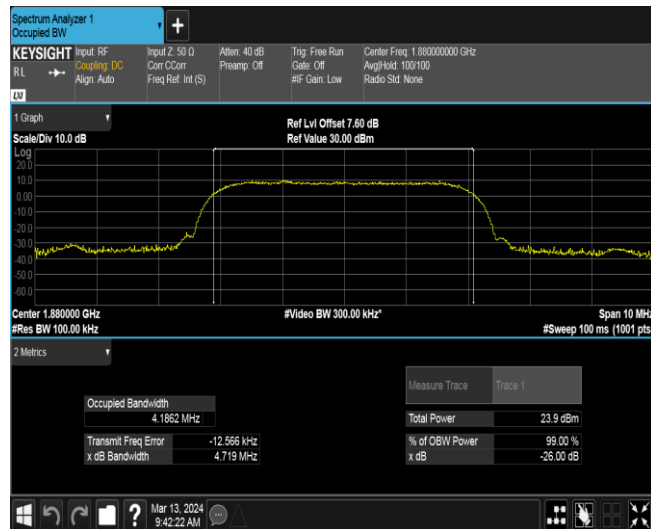 Spectrum Analyzer 1
Occupied BW
+
KEYSIGHT
RL
LXI
Input: RF
Coupling: DC
Align: Auto
Input Z: 50 Ω
Corr CCorr
Freq Ref: Int (S)
Atten: 40 dB
Preamp: Off
Trig: Free Run
Gate: Off
#IF Gain: Low
Center Freq: 1.880000000 GHz
Avg|Hold: 100/100
Radio Std: None
1 Graph
Scale/Div 10.0 dB
Ref Lvl Offset 7.60 dB
Ref Value 30.00 dBm
Log
20.0
10.0
0.00
-10.0
-20.0
-30.0
-40.0
-50.0
-60.0
Center 1.880000 GHz
#Video BW 300.00 kHz*
Span 10 MHz
#Res BW 100.00 kHz
#Sweep 100 ms (1001 pts)
2 Metrics
Measure Trace Trace 1
Occupied Bandwidth
4.1862 MHz
Total Power 23.9 dBm
Transmit Freq Error -12.566 kHz
% of OBW Power 99.00 %
x dB Bandwidth 4.719 MHz
x dB -26.00 dB
?
Mar 13, 2024
9:42:22 AM